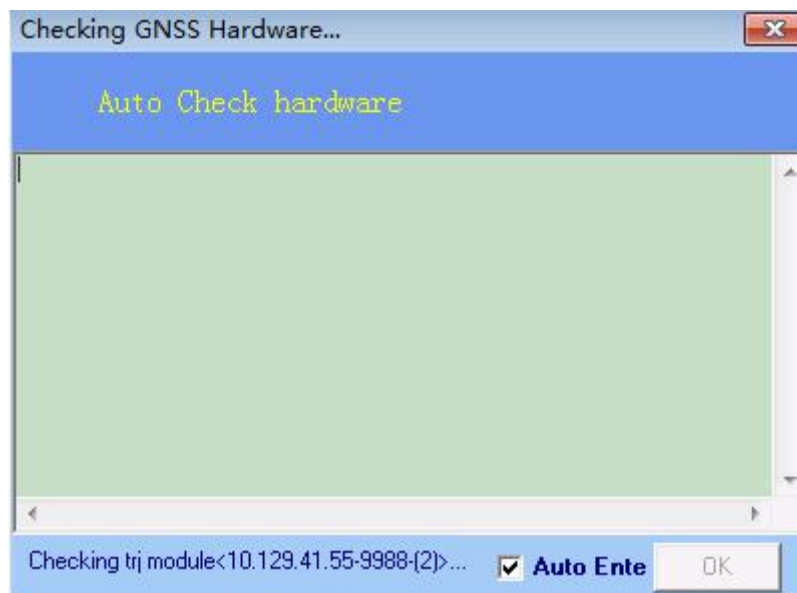 Checking GNSS Hardware...
Auto Check hardware
Checking trj module<10.129.41.55-9988-(2)>...
Auto Ente
OK